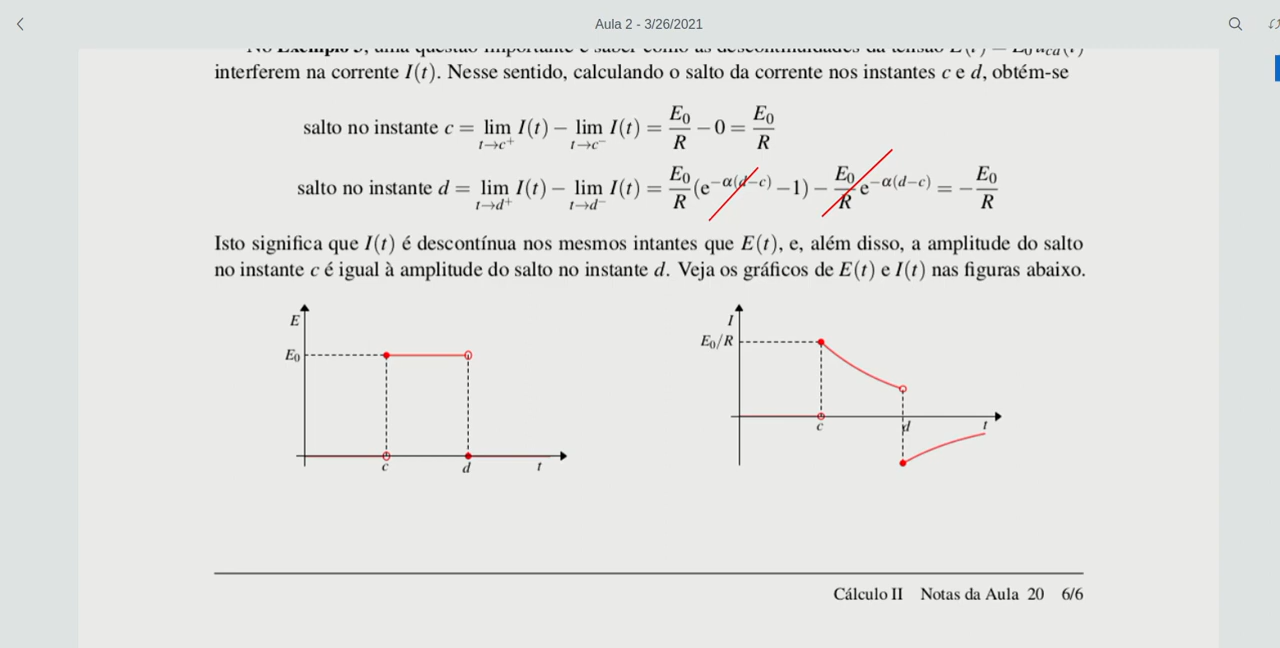 Aula 2 - 3/26/2021
interferem na corrente I(t). Nesse sentido, calculando o salto da corrente nos instantes c e d, obtém-se
salto no instante c = lim_{t→c⁺} I(t) − lim_{t→c⁻} I(t) = E₀/R − 0 = E₀/R
salto no instante d = lim_{t→d⁺} I(t) − lim_{t→d⁻} I(t) = E₀/R (e^{−α(d−c)} − 1) − E₀/R e^{−α(d−c)} = − E₀/R
Isto significa que I(t) é descontínua nos mesmos intantes que E(t), e, além disso, a amplitude do salto
no instante c é igual à amplitude do salto no instante d. Veja os gráficos de E(t) e I(t) nas figuras abaixo.
E
E₀
c d t
I
E₀/R
c d t
Cálculo II Notas da Aula 20 6/6